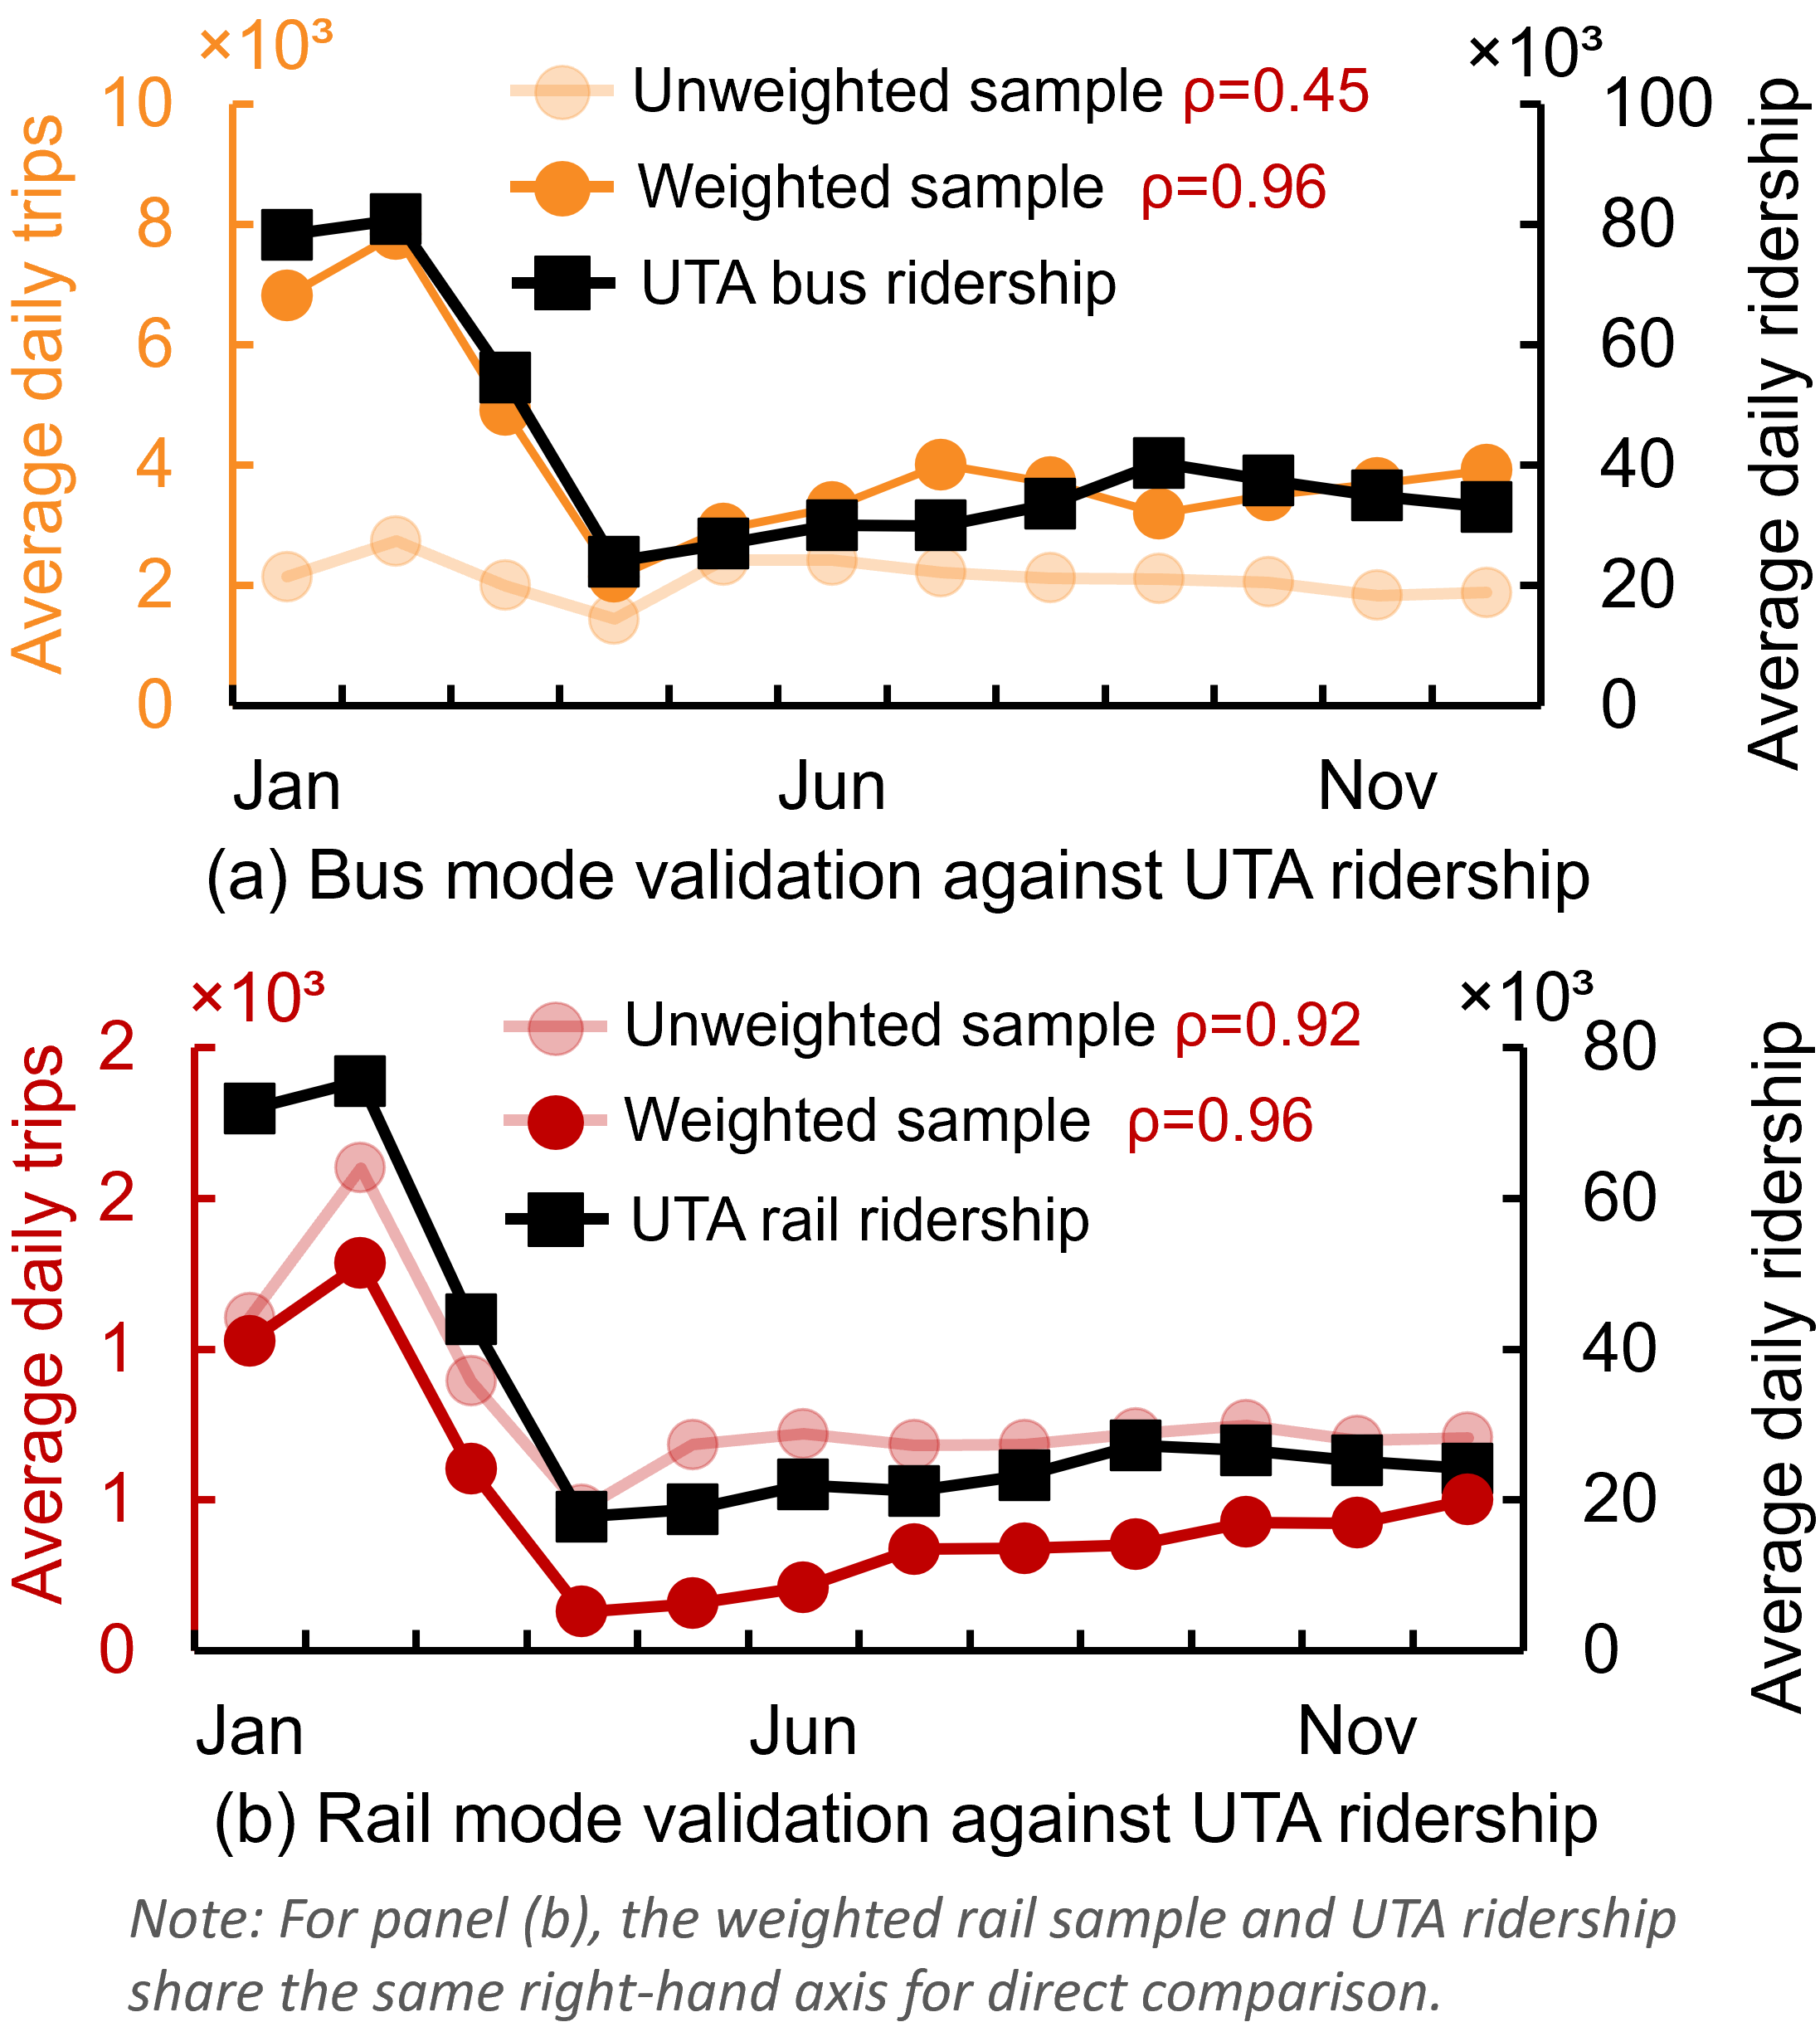 ×10³
×10³
Average daily trips
10
8
6
4
2
0
Unweighted sample ρ=0.45
Weighted sample ρ=0.96
UTA bus ridership
100
80
60
40
20
0
Average daily ridership
Jan
Jun
Nov
(a) Bus mode validation against UTA ridership
×10³
×10³
Average daily trips
2
2
1
1
0
Unweighted sample ρ=0.92
Weighted sample ρ=0.96
UTA rail ridership
80
60
40
20
0
Average daily ridership
Jan
Jun
Nov
(b) Rail mode validation against UTA ridership
Note: For panel (b), the weighted rail sample and UTA ridership
share the same right-hand axis for direct comparison.